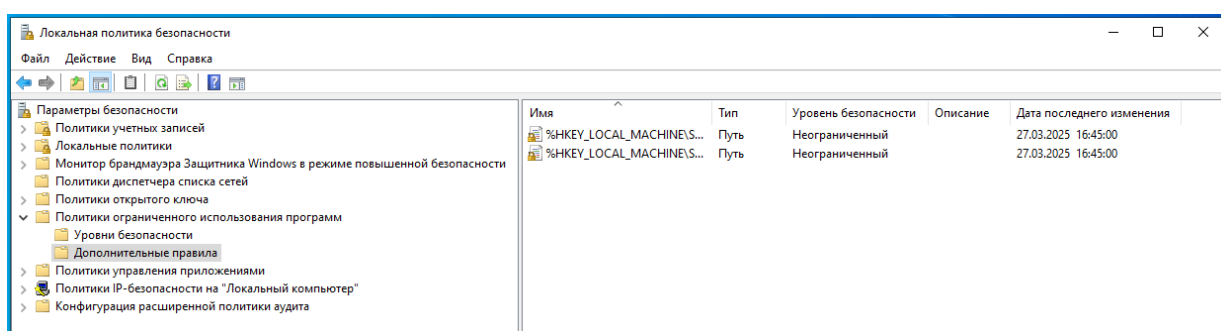 Локальная политика безопасности
Файл Действие Вид Справка
Параметры безопасности
Политики учетных записей
Локальные политики
Монитор брандмауэра Защитника Windows в режиме повышенной безопасности
Политики диспетчера списка сетей
Политики открытого ключа
Политики ограниченного использования программ
Уровни безопасности
Дополнительные правила
Политики управления приложениями
Политики IP-безопасности на "Локальный компьютер"
Конфигурация расширенной политики аудита
Имя Тип Уровень безопасности Описание Дата последнего изменения
%HKEY_LOCAL_MACHINE\S... Путь Неограниченный 27.03.2025 16:45:00
%HKEY_LOCAL_MACHINE\S... Путь Неограниченный 27.03.2025 16:45:00